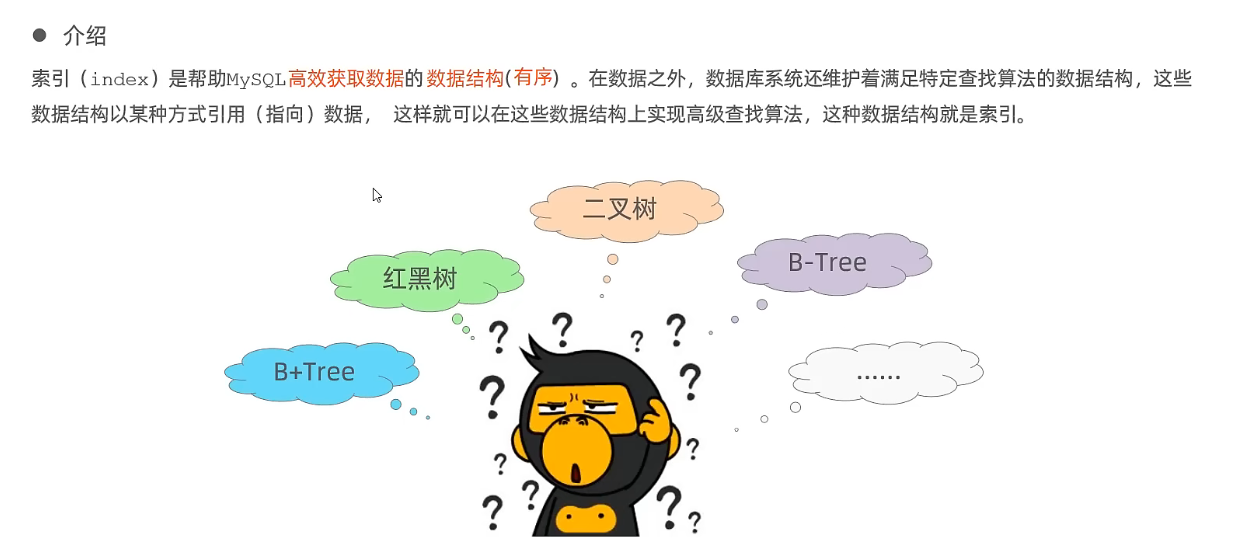 介绍
索引（index）是帮助MySQL高效获取数据的数据结构(有序) 。在数据之外，数据库系统还维护着满足特定查找算法的数据结构，这些
数据结构以某种方式引用（指向）数据， 这样就可以在这些数据结构上实现高级查找算法，这种数据结构就是索引。
二叉树
B-Tree
红黑树
B+Tree
……
? ? ? ?
? ?
? ?
? ? ? ?